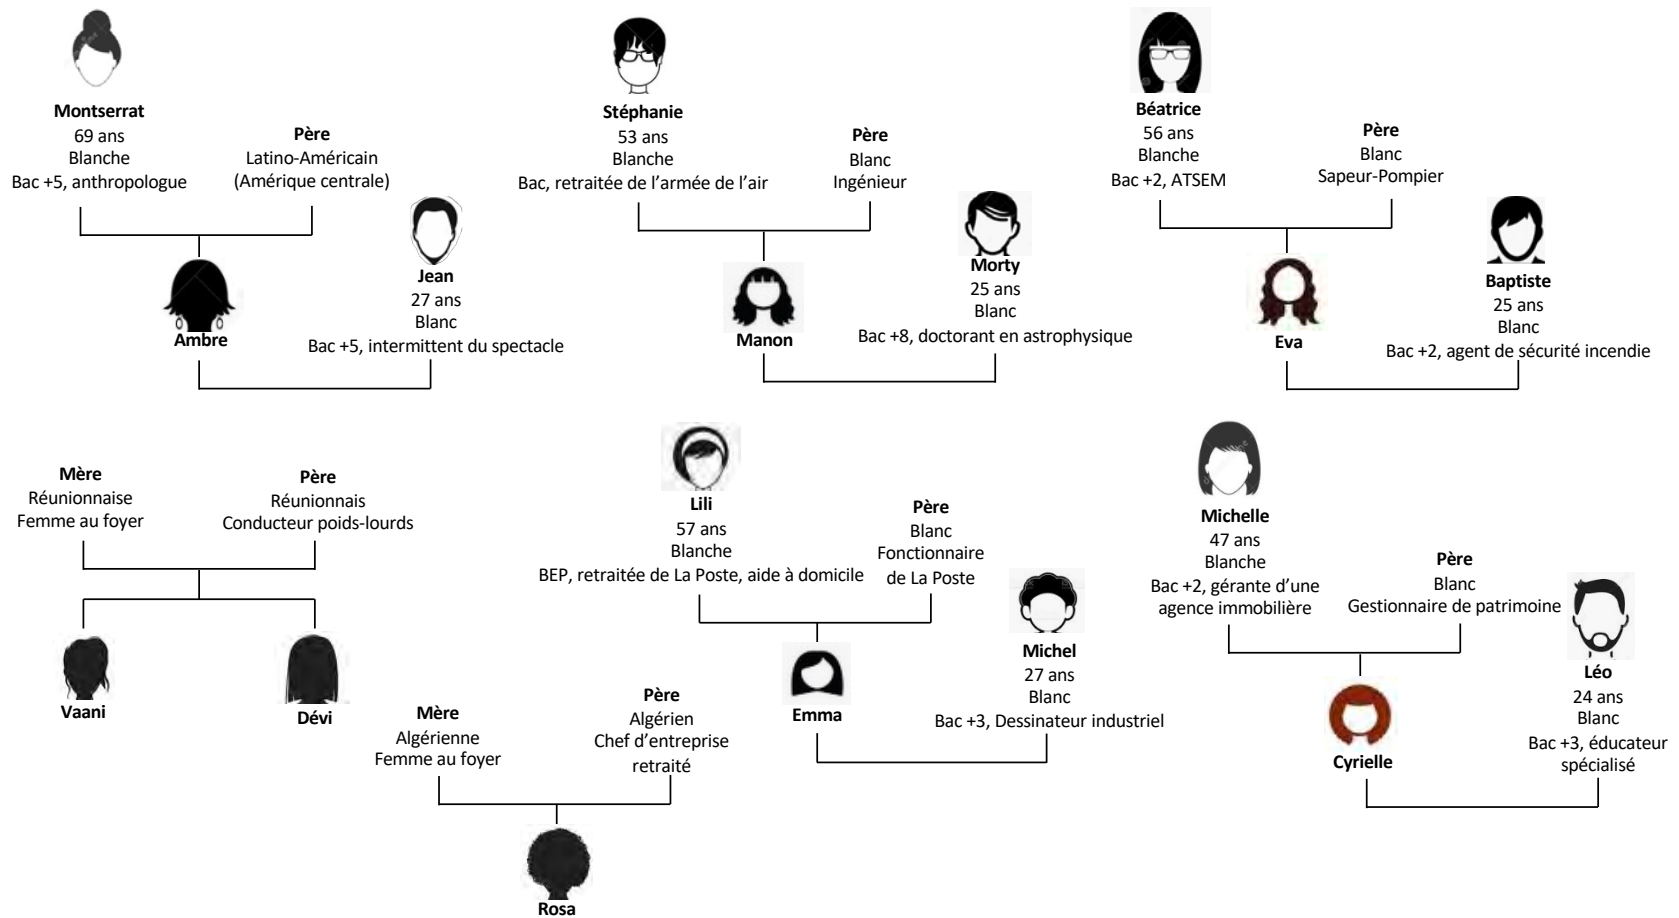 Montserrat
69 ans
Blanche
Bac +5, anthropologue
Père
Latino-Américain
(Amérique centrale)
Ambre
Jean
27 ans
Blanc
Bac +5, intermittent du spectacle
Stéphanie
53 ans
Blanche
Bac, retraitée de l'armée de l'air
Père
Blanc
Ingénieur
Manon
Morty
25 ans
Blanc
Bac +8, doctorant en astrophysique
Béatrice
56 ans
Blanche
Bac +2, ATSEM
Père
Blanc
Sapeur-Pompier
Eva
Baptiste
25 ans
Blanc
Bac +2, agent de sécurité incendie
Mère
Réunionnaise
Femme au foyer
Père
Réunionnais
Conducteur poids-lourds
Vaani
Dévi
Mère
Algérienne
Femme au foyer
Père
Algérien
Chef d'entreprise
retraité
Rosa
Lili
57 ans
Blanche
BEP, retraitée de La Poste, aide à domicile
Père
Blanc
Fonctionnaire
de La Poste
Emma
Michel
27 ans
Blanc
Bac +3, Dessinateur industriel
Michelle
47 ans
Blanche
Bac +2, gérante d'une
agence immobilière
Père
Blanc
Gestionnaire de patrimoine
Cyrielle
Léo
24 ans
Blanc
Bac +3, éducateur
spécialisé